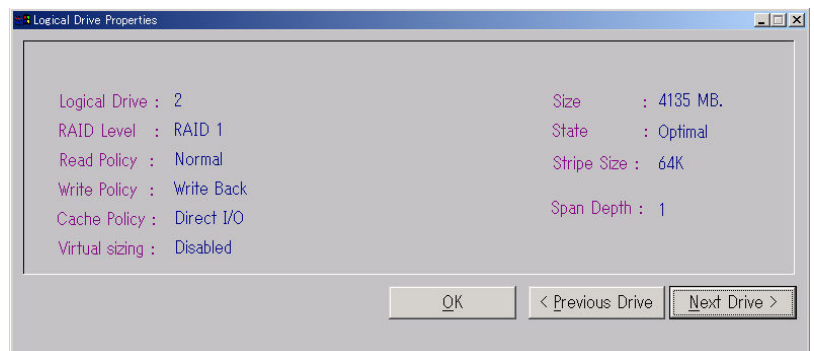 Logical Drive Properties
Logical Drive : 2
RAID Level : RAID 1
Read Policy : Normal
Write Policy : Write Back
Cache Policy : Direct I/O
Virtual sizing : Disabled
Size : 4135 MB.
State : Optimal
Stripe Size : 64K
Span Depth : 1
OK
< Previous Drive
Next Drive >